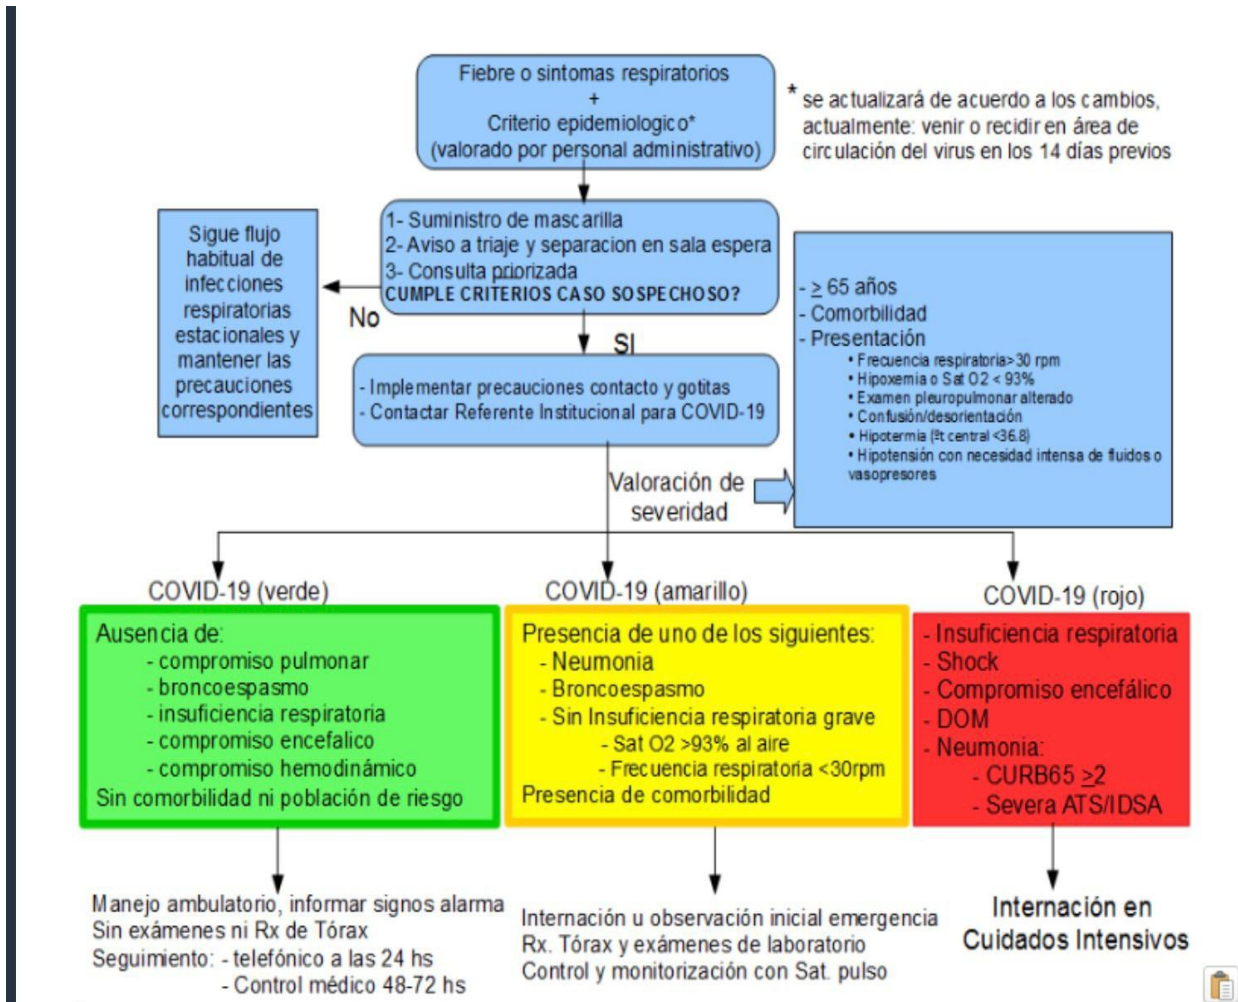 Fiebre o sintomas respiratorios
+
Criterio epidemiologico*
(valorado por personal administrativo)
* se actualizará de acuerdo a los cambios,
actualmente: venir o recidir en área de
circulación del virus en los 14 días previos
1- Suministro de mascarilla
2- Aviso a triaje y separacion en sala espera
3- Consulta priorizada
CUMPLE CRITERIOS CASO SOSPECHOSO?
No
Sigue flujo
habitual de
infecciones
respiratorias
estacionales y
mantener las
precauciones
correspondientes
SI
- Implementar precauciones contacto y gotitas
- Contactar Referente Institucional para COVID-19
Valoración de
severidad
- ≥ 65 años
- Comorbilidad
- Presentación
• Frecuencia respiratoria>30 rpm
• Hipoxemia o Sat O2 < 93%
• Examen pleuropulmonar alterado
• Confusión/desorientación
• Hipotermia (ºt central <36.8)
• Hipotensión con necesidad intensa de fluidos o
vasopresores
COVID-19 (verde)
Ausencia de:
- compromiso pulmonar
- broncoespasmo
- insuficiencia respiratoria
- compromiso encefalico
- compromiso hemodinámico
Sin comorbilidad ni población de riesgo
Manejo ambulatorio, informar signos alarma
Sin exámenes ni Rx de Tórax
Seguimiento: - telefónico a las 24 hs
- Control médico 48-72 hs
COVID-19 (amarillo)
Presencia de uno de los siguientes:
- Neumonia
- Broncoespasmo
- Sin Insuficiencia respiratoria grave
- Sat O2 >93% al aire
- Frecuencia respiratoria <30rpm
Presencia de comorbilidad
Internación u observación inicial emergencia
Rx. Tórax y exámenes de laboratorio
Control y monitorización con Sat. pulso
COVID-19 (rojo)
- Insuficiencia respiratoria
- Shock
- Compromiso encefálico
- DOM
- Neumonia:
- CURB65 ≥2
- Severa ATS/IDSA
Internación en
Cuidados Intensivos